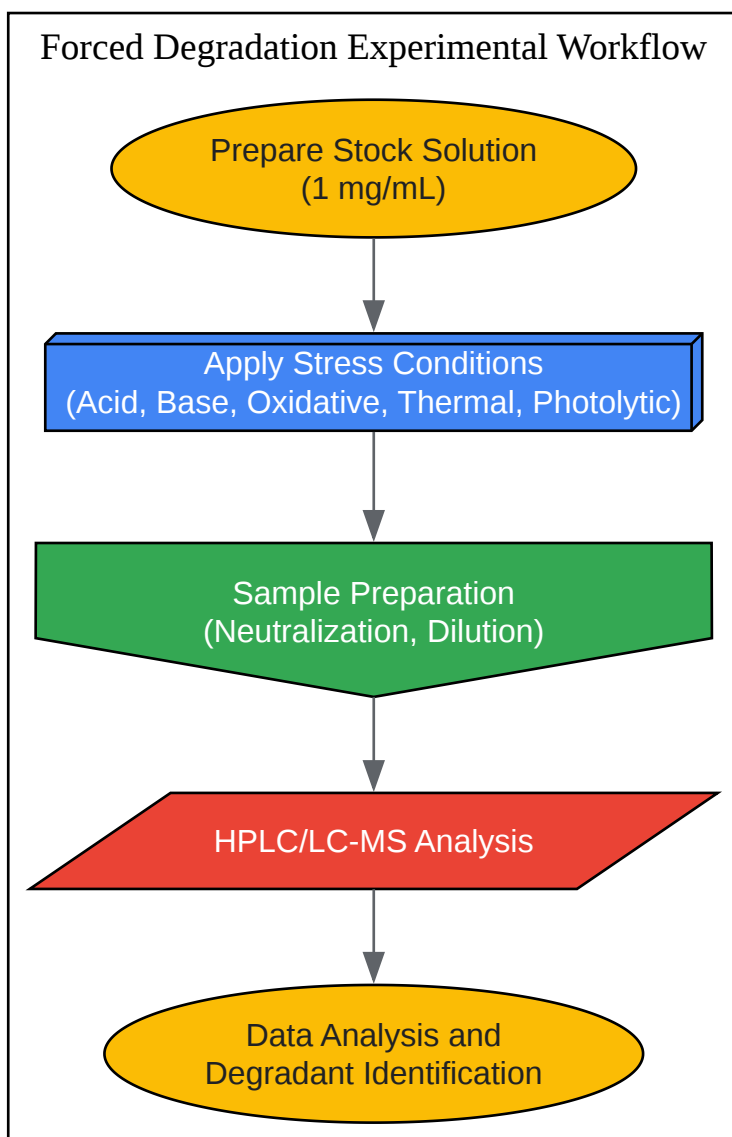 Forced Degradation Experimental Workflow
Prepare Stock Solution
(1 mg/mL)
Apply Stress Conditions
(Acid, Base, Oxidative, Thermal, Photolytic)
Sample Preparation
(Neutralization, Dilution)
HPLC/LC-MS Analysis
Data Analysis and
Degradant Identification